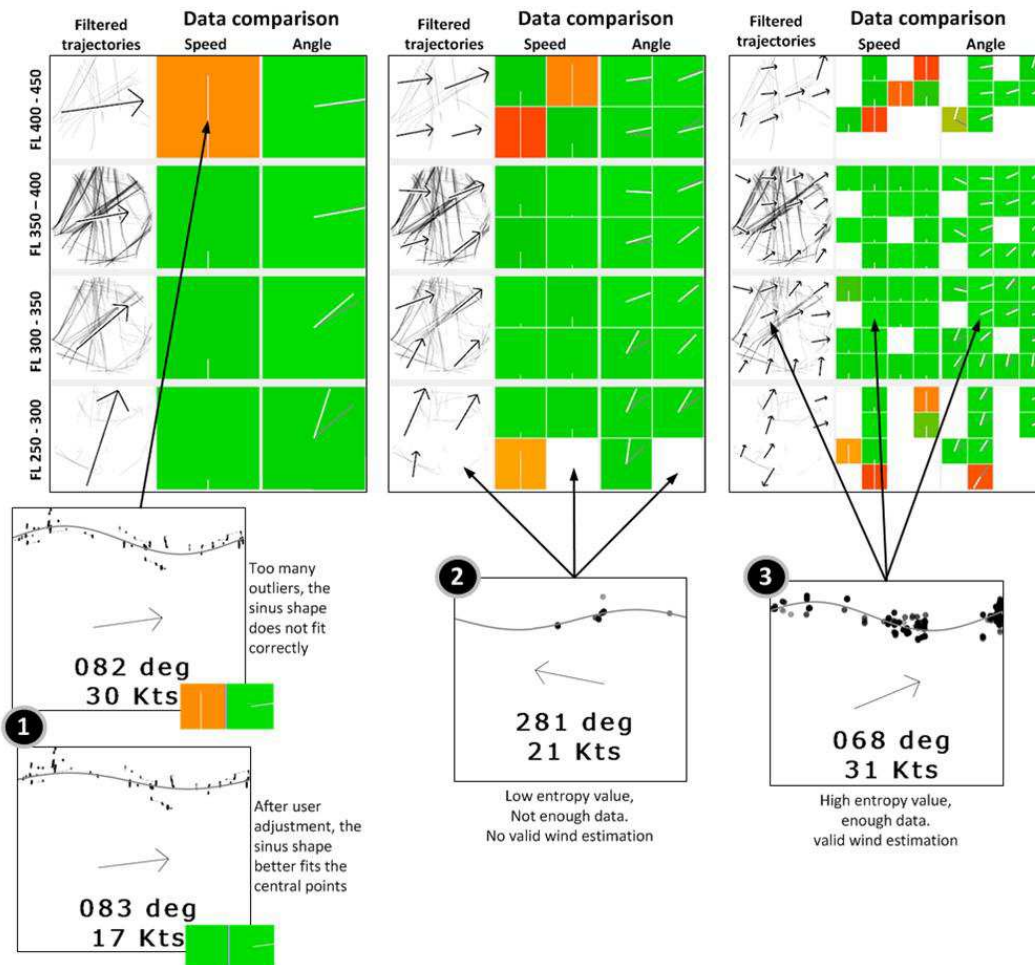 Filtered
trajectories
Data comparison
Speed
Angle
Filtered
trajectories
Data comparison
Speed
Angle
Filtered
trajectories
Data comparison
Speed
Angle
FL 400 - 450
FL 350 – 400
FL 300 - 350
FL 250 - 300
Too many
outliers, the
sinus shape
does not fit
correctly
082 deg
30 Kts
1
After user
adjustment, the
sinus shape
better fits the
central points
083 deg
17 Kts
2
281 deg
21 Kts
Low entropy value,
Not enough data.
No valid wind estimation
3
068 deg
31 Kts
High entropy value,
enough data.
valid wind estimation